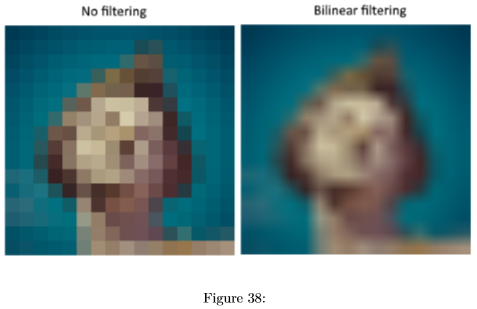 No filtering
Bilinear filtering
Figure 38: